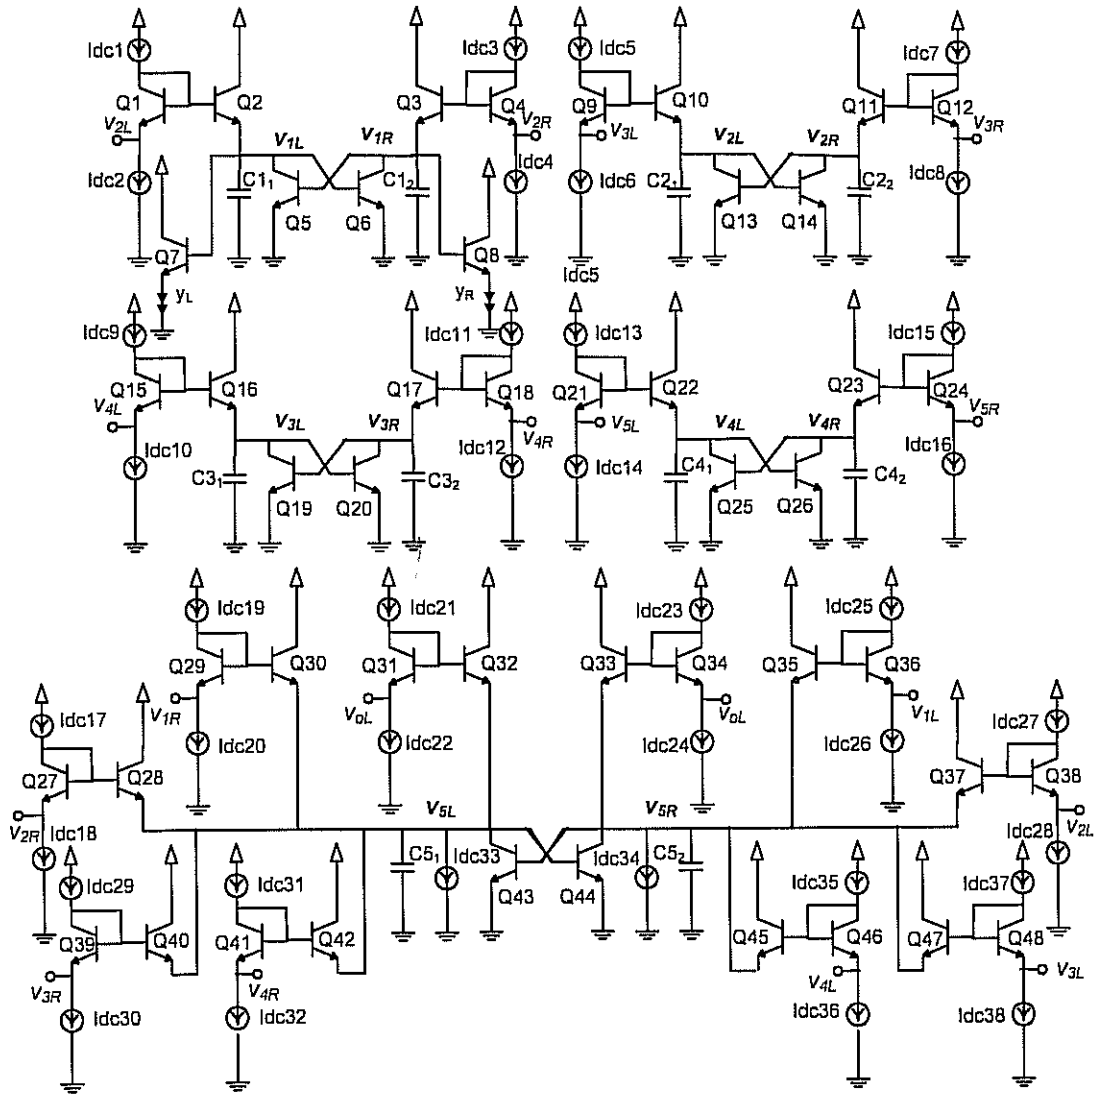 Idc1 Idc3 Idc5 Idc7
Q1 Q2 Q3 Q4 Q9 Q10 Q11 Q12
V2L V1L V1R V2R V3L V2L V2R V3R
Idc2 C1₁ C1₂ Idc4 Idc6 C2₁ C2₂ Idc8
Q5 Q6 Q13 Q14
Q7 Q8 Idc5
yL yR
Idc9 Idc11 Idc13 Idc15
Q15 Q16 Q17 Q18 Q21 Q22 Q23 Q24
V4L V3L V3R V4R V5L V4L V4R V5R
Idc10 C3₁ C3₂ Idc12 Idc14 C4₁ C4₂ Idc16
Q19 Q20 Q25 Q26
Idc19 Idc21 Idc23 Idc25
Q29 Q30 Q31 Q32 Q33 Q34 Q35 Q36
V1R V0L V0L V1L
Idc17 Idc20 Idc22 Idc24 Idc26 Idc27
Q27 Q28 Q37 Q38
V2R Idc18 V5L V5R Idc28 V2L
C5₁ Idc33 Idc34 C5₂
Idc29 Idc31 Q43 Q44 Idc35 Idc37
Q39 Q40 Q41 Q42 Q45 Q46 Q47 Q48
V3R V4R V4L V3L
Idc30 Idc32 Idc36 Idc38